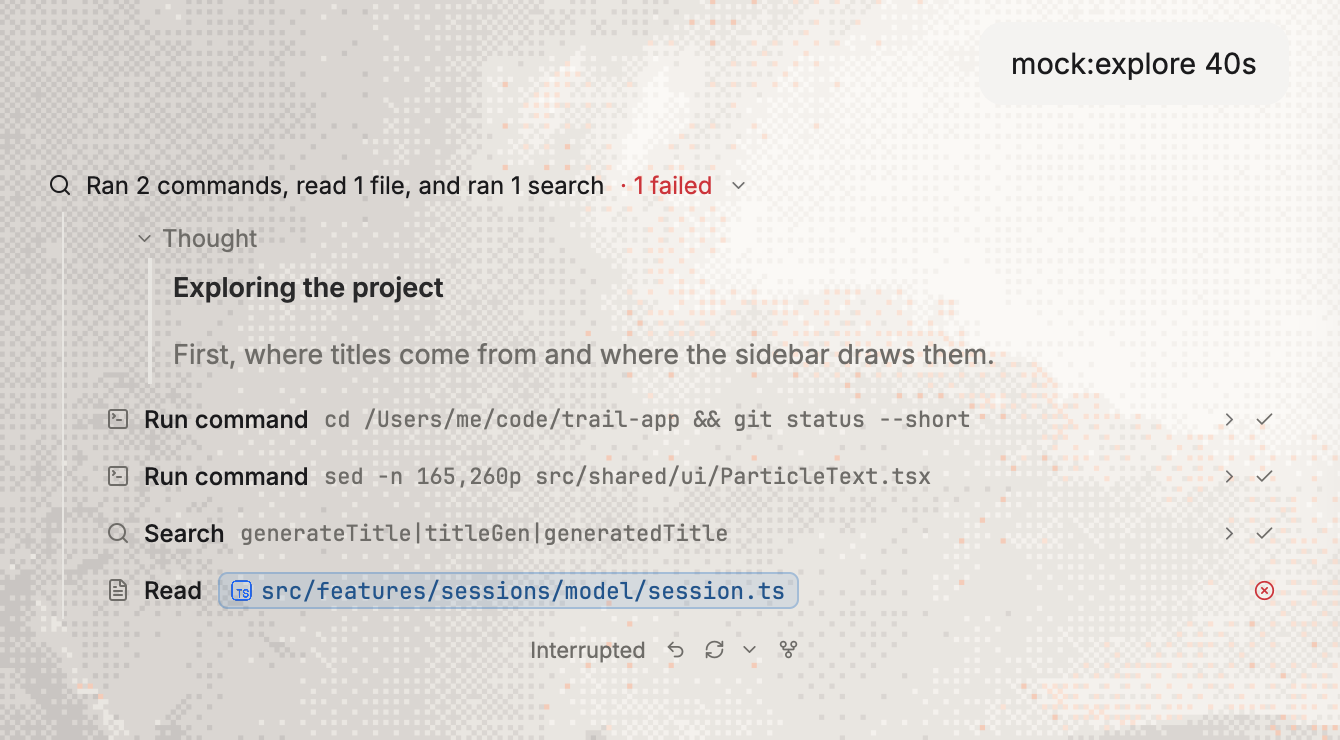 mock:explore 40s
Ran 2 commands, read 1 file, and ran 1 search · 1 failed
Thought
Exploring the project
First, where titles come from and where the sidebar draws them.
Run command cd /Users/me/code/trail-app && git status --short
Run command sed -n 165,260p src/shared/ui/ParticleText.tsx
Search generateTitle|titleGen|generatedTitle
Read TS src/features/sessions/model/session.ts
Interrupted